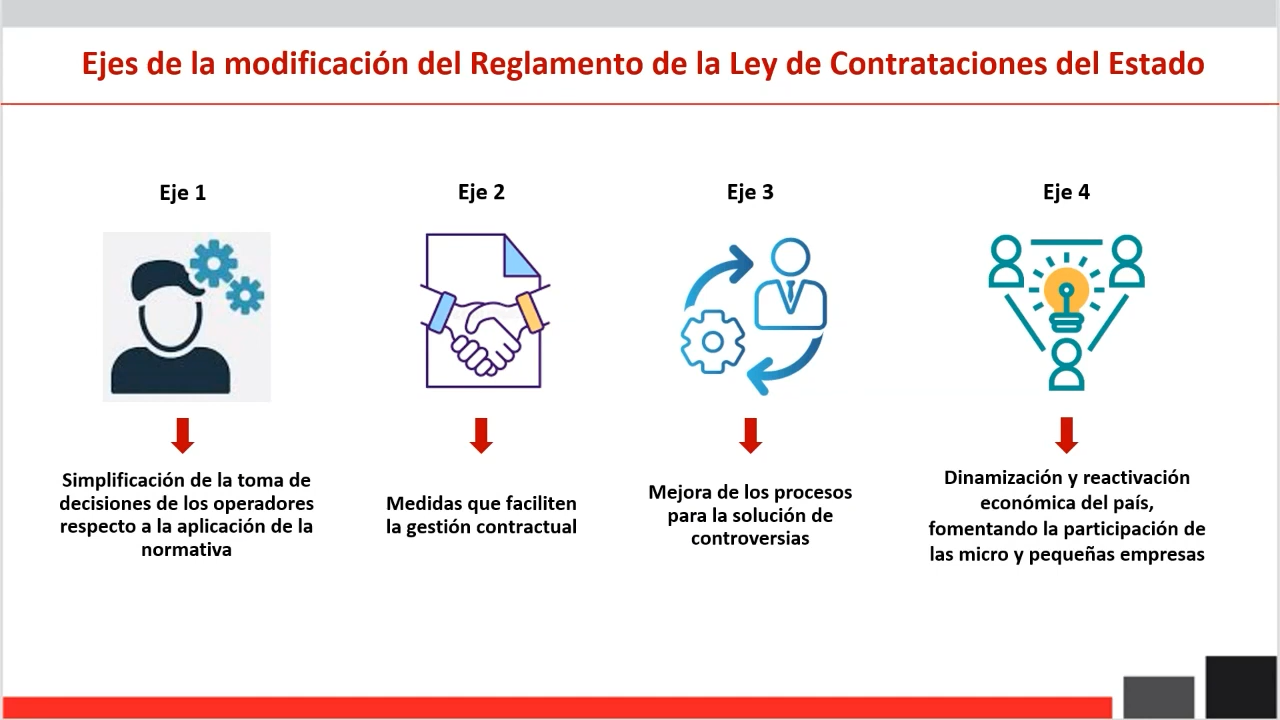 Ejes de la modificación del Reglamento de la Ley de Contrataciones del Estado
Eje 1
Eje 2
Eje 3
Eje 4
Simplificación de la toma de
decisiones de los operadores
respecto a la aplicación de la
normativa
Medidas que faciliten
la gestión contractual
Mejora de los procesos
para la solución de
controversias
Dinamización y reactivación
económica del país,
fomentando la participación de
las micro y pequeñas empresas